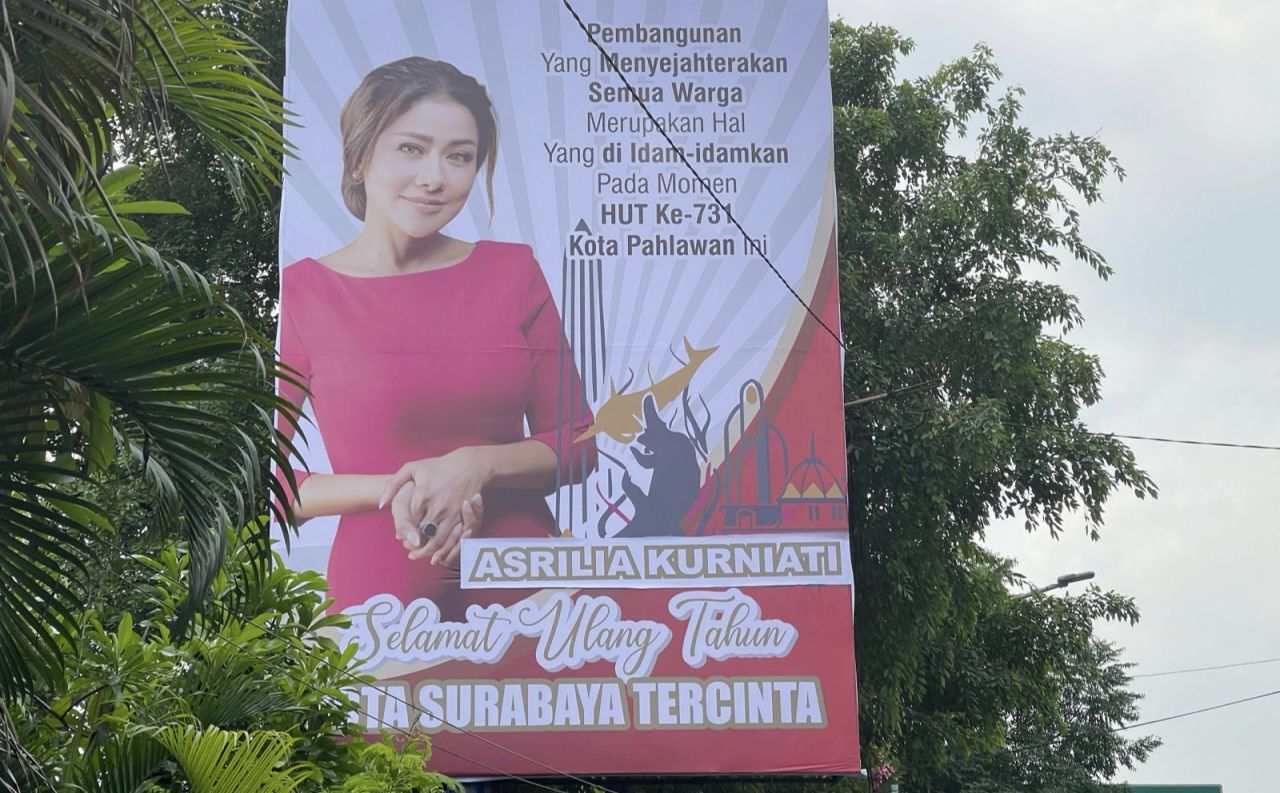 Pembangunan
Yang Menyejahterakan
Semua Warga
Merupakan Hal
Yang di Idam-idamkan
Pada Momen
HUT Ke-731
Kota Pahlawan Ini
ASRILIA KURNIATI
Selamat Ulang Tahun
SURABAYA TERCINTA